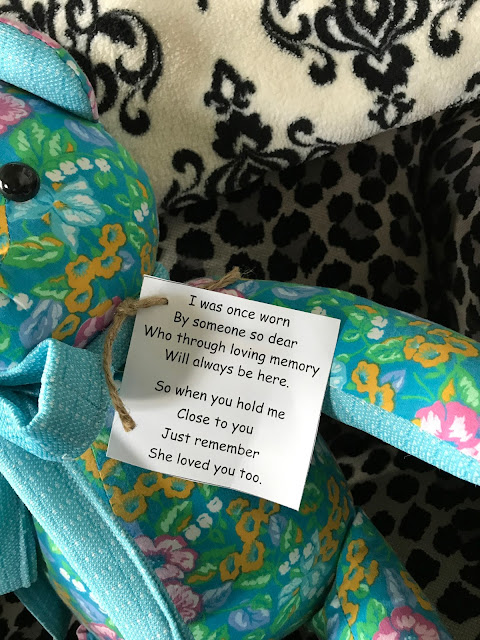 I was once worn
By someone so dear
Who through loving memory
Will always be here.
So when you hold me
Close to you
Just remember
She loved you too.